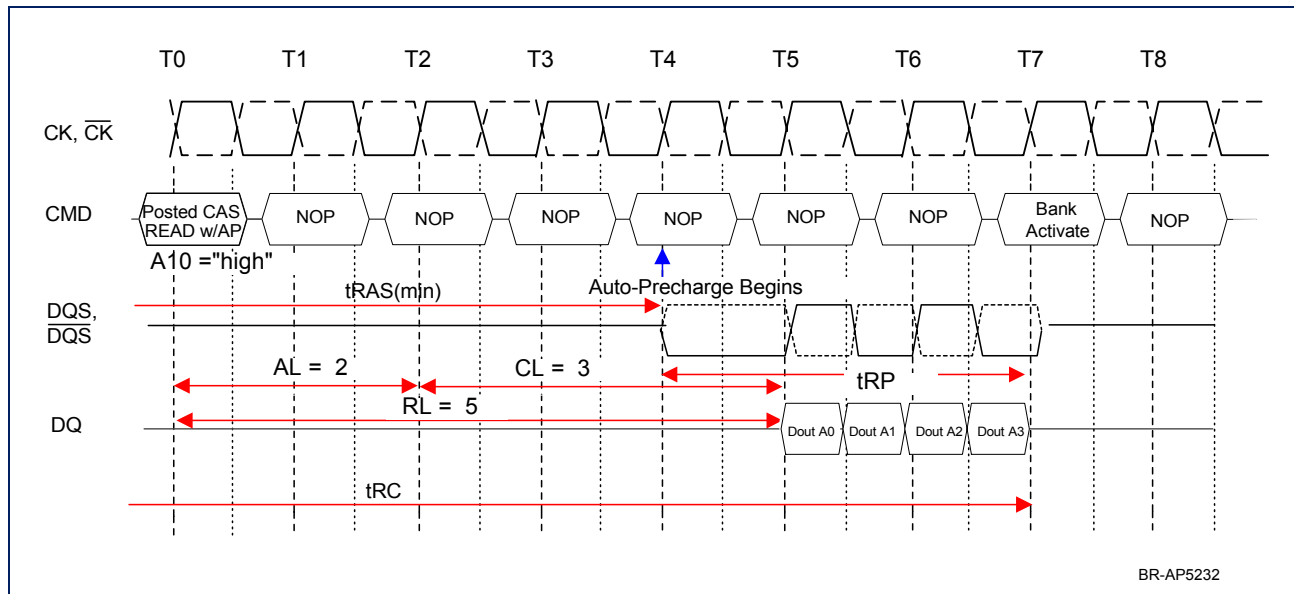 T0 T1 T2 T3 T4 T5 T6 T7 T8
CK, CK
CMD
Posted CAS
READ w/AP
NOP NOP NOP NOP NOP NOP
Bank
Activate
NOP
A10 ="high"
tRAS(min)
Auto-Precharge Begins
DQS,
DQS
AL = 2
CL = 3
tRP
RL = 5
DQ
Dout A0 Dout A1 Dout A2 Dout A3
tRC
BR-AP5232